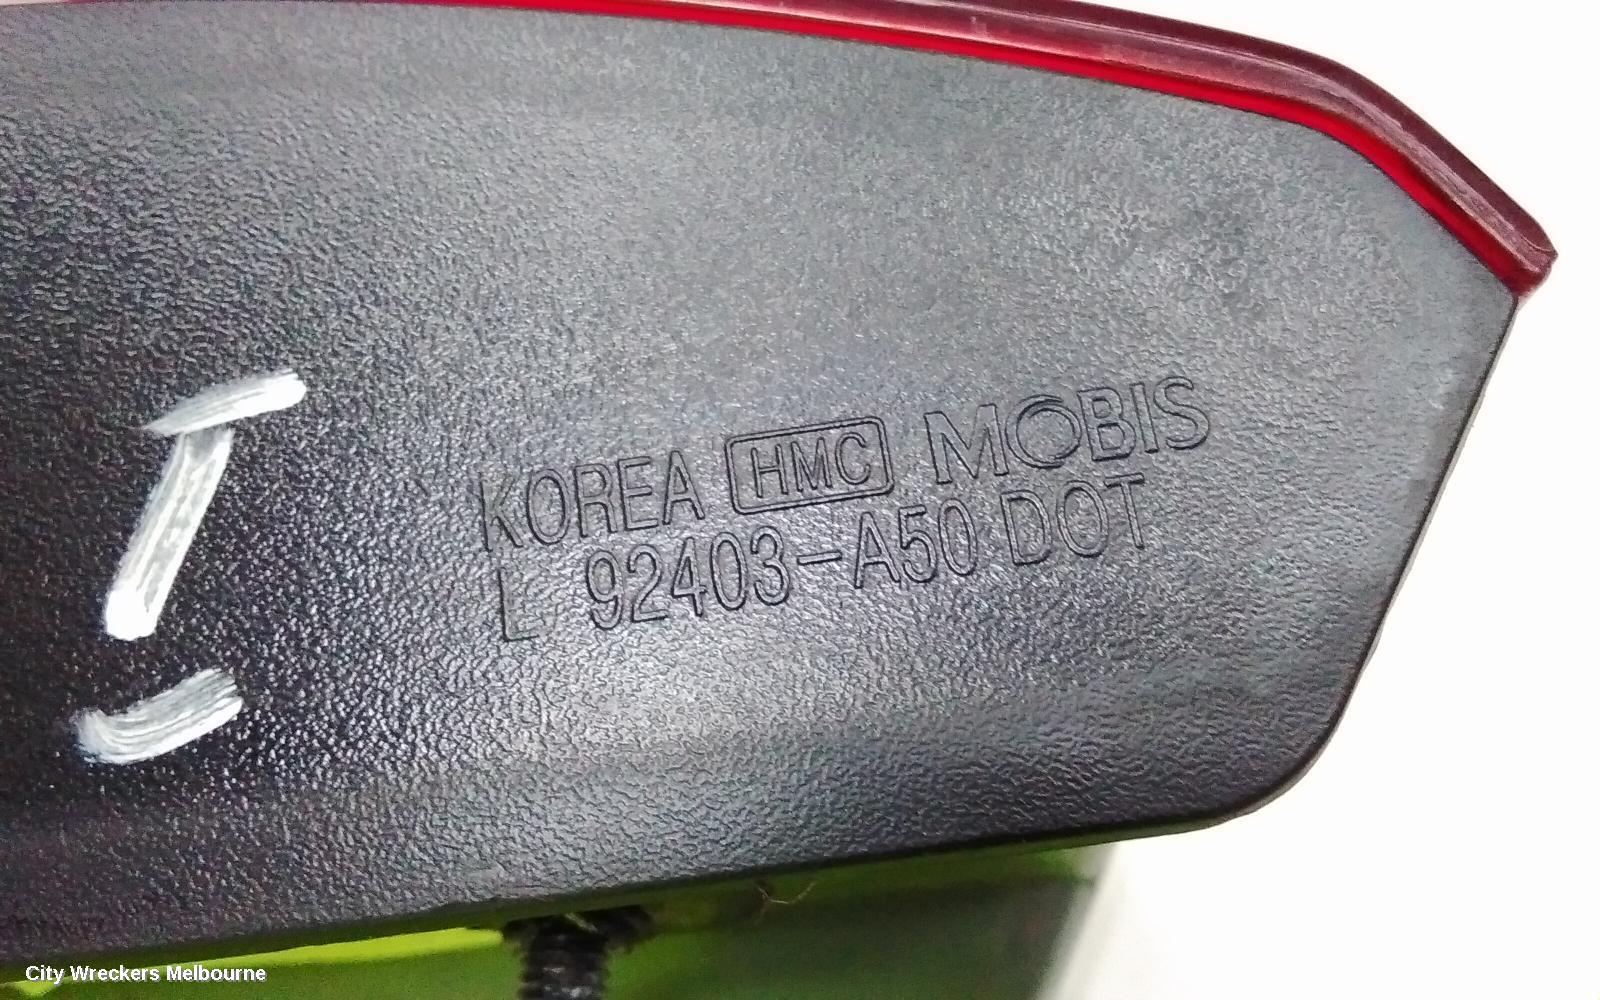 KOREA HMC MOBIS
L 92403-A50 DOT
City Wreckers Melbourne